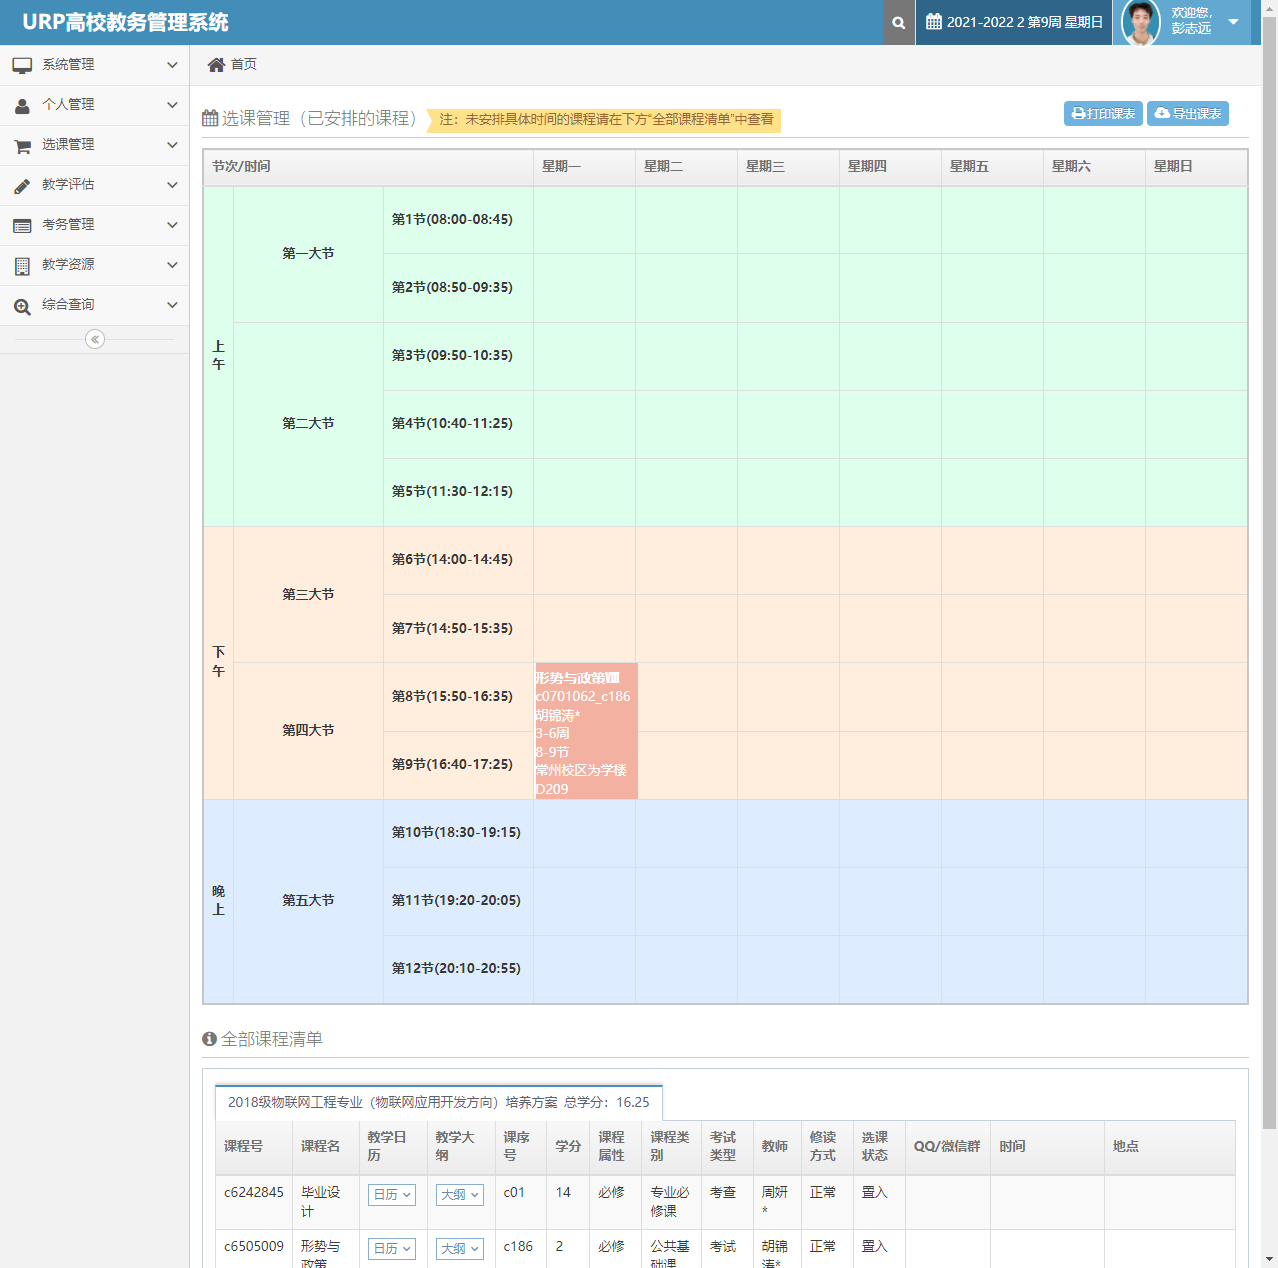 URP高校教务管理系统
2021-2022 2 第9周 星期日
欢迎您,
彭志远
系统管理
个人管理
选课管理
教学评估
考务管理
教学资源
综合查询
首页
选课管理（已安排的课程）
注：未安排具体时间的课程请在下方“全部课程清单”中查看
打印课表
导出课表
节次/时间 星期一 星期二 星期三 星期四 星期五 星期六 星期日
上午
第一大节
第1节(08:00-08:45)
第2节(08:50-09:35)
第二大节
第3节(09:50-10:35)
第4节(10:40-11:25)
第5节(11:30-12:15)
下午
第三大节
第6节(14:00-14:45)
第7节(14:50-15:35)
第四大节
第8节(15:50-16:35)
第9节(16:40-17:25)
形势与政策Ⅷ
c0701062_c186
胡锦涛*
3-6周
8-9节
常州校区为学楼
D209
晚上
第五大节
第10节(18:30-19:15)
第11节(19:20-20:05)
第12节(20:10-20:55)
全部课程清单
2018级物联网工程专业（物联网应用开发方向）培养方案 总学分：16.25
课程号 课程名 教学日历 教学大纲 课序号 学分 课程属性 课程类别 考试类型 教师 修读方式 选课状态 QQ/微信群 时间 地点
c6242845 毕业设计 日历 大纲 c01 14 必修 专业必修课 考查 周妍* 正常 置入
c6505009 形势与政策 日历 大纲 c186 2 必修 公共基础课 考试 胡锦涛* 正常 置入